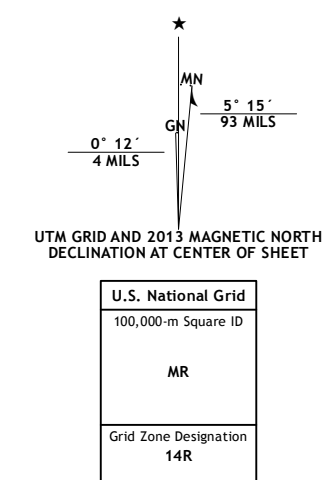 ★
MN
5° 15´
93 MILS
GN
0° 12´
4 MILS
UTM GRID AND 2013 MAGNETIC NORTH
DECLINATION AT CENTER OF SHEET
U.S. National Grid
100,000-m Square ID
MR
Grid Zone Designation
14R